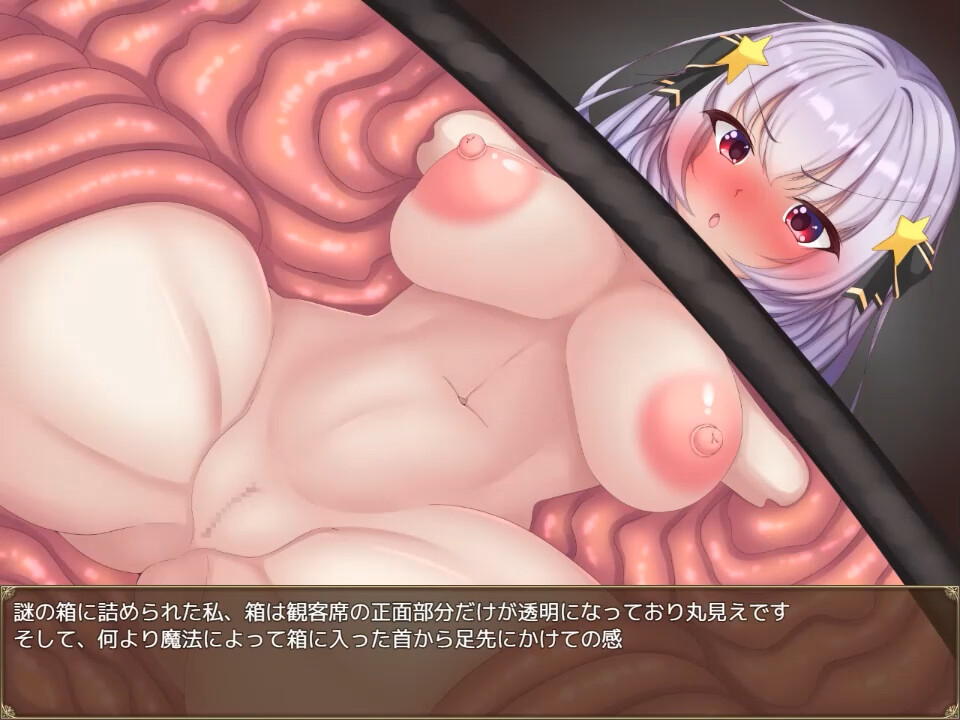 謎の箱に詰められた私、箱は観客席の正面部分だけが透明になっており丸見えです
そして、何より魔法によって箱に入った首から足先にかけての感